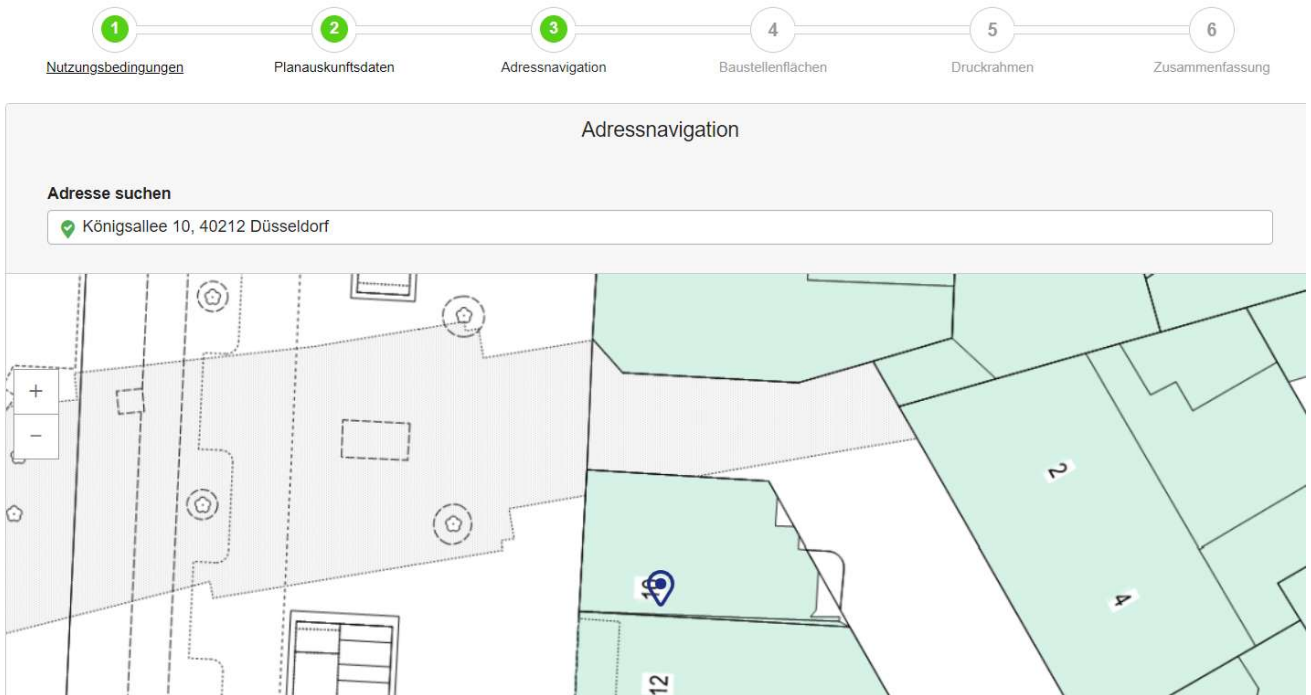 1 2 3 4 5 6
Nutzungsbedingungen Planauskunftsdaten Adressnavigation Baustellenflächen Druckrahmen Zusammenfassung
Adressnavigation
Adresse suchen
Königsallee 10, 40212 Düsseldorf
+
−
2
4
10
12